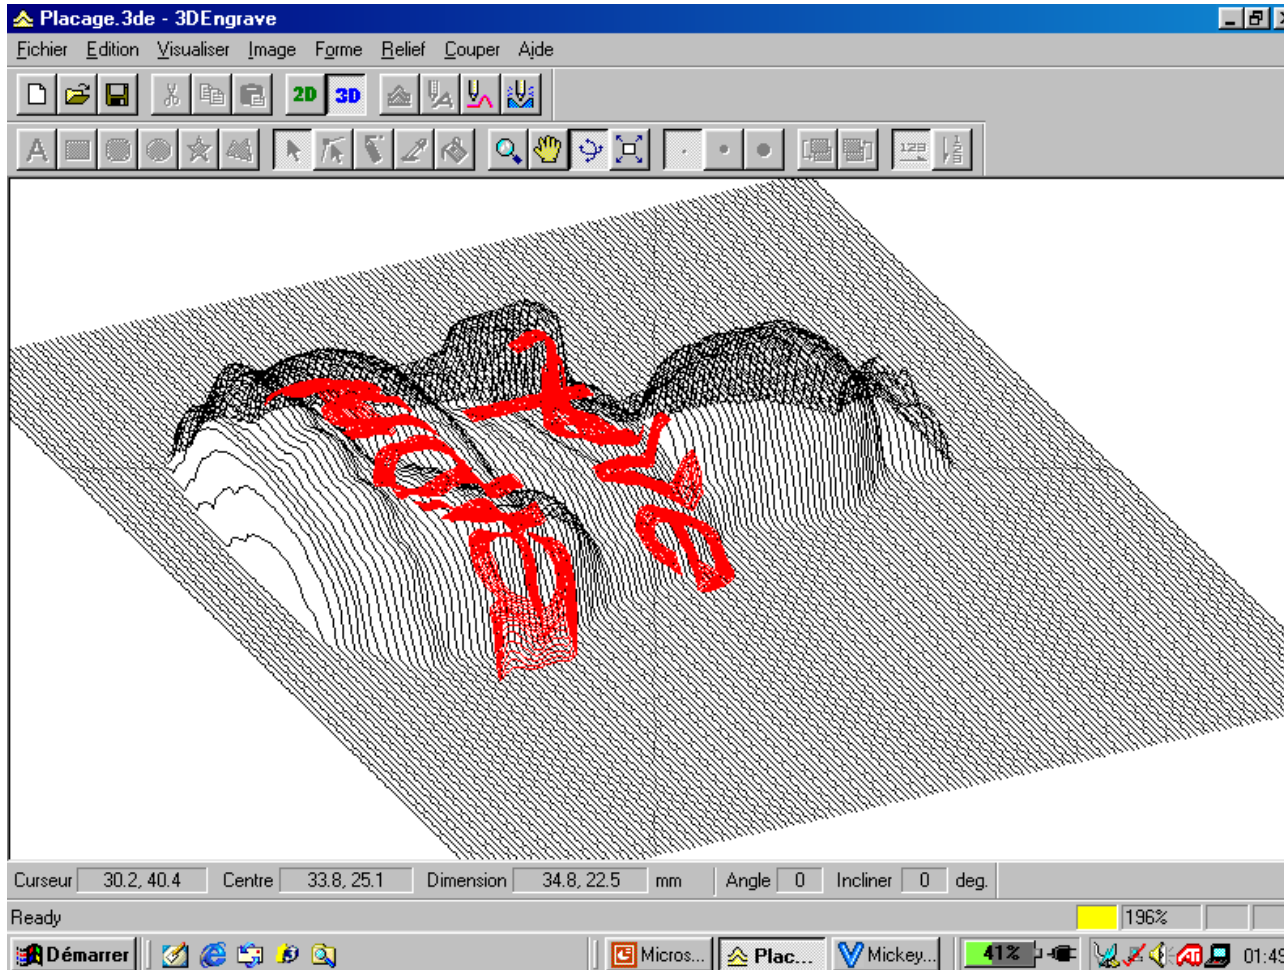 Placage.3de - 3DEngrave
Fichier Edition Visualiser Image Forme Relief Couper Aide
2D 3D
A 123
Curseur 30.2, 40.4 Centre 33.8, 25.1 Dimension 34.8, 22.5 mm Angle 0 Incliner 0 deg.
Ready 196%
Démarrer Micros... Plac... Mickey... 41% 01:43